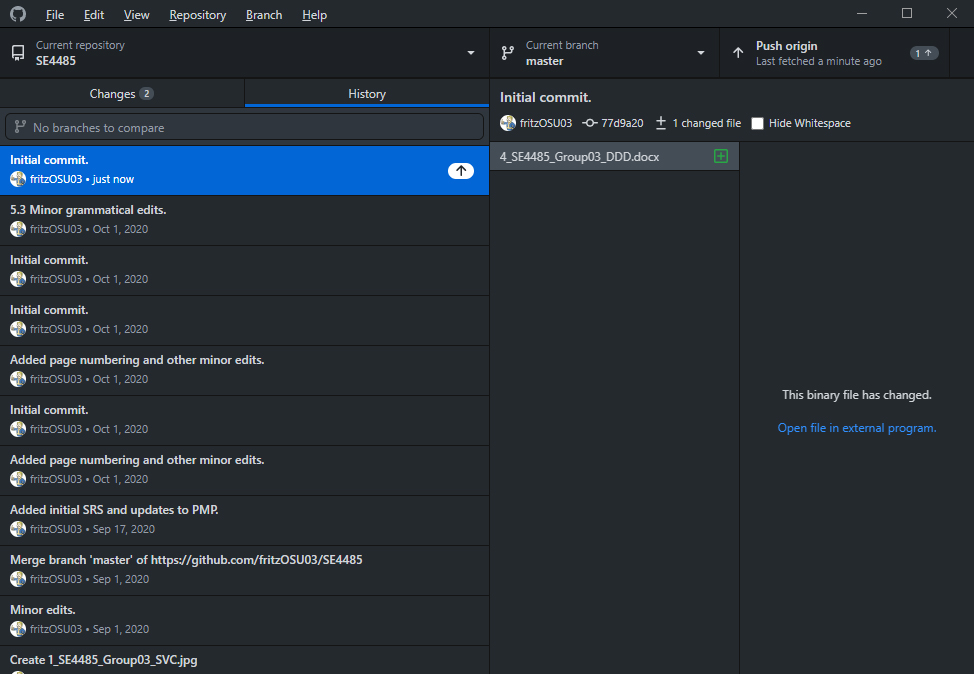 File Edit View Repository Branch Help
Current repository
SE4485
Current branch
master
Push origin
Last fetched a minute ago
1
Changes 2
History
No branches to compare
Initial commit.
fritzOSU03 • just now
5.3 Minor grammatical edits.
fritzOSU03 • Oct 1, 2020
Initial commit.
fritzOSU03 • Oct 1, 2020
Initial commit.
fritzOSU03 • Oct 1, 2020
Added page numbering and other minor edits.
fritzOSU03 • Oct 1, 2020
Initial commit.
fritzOSU03 • Oct 1, 2020
Added page numbering and other minor edits.
fritzOSU03 • Oct 1, 2020
Added initial SRS and updates to PMP.
fritzOSU03 • Sep 17, 2020
Merge branch 'master' of https://github.com/fritzOSU03/SE4485
fritzOSU03 • Sep 1, 2020
Minor edits.
fritzOSU03 • Sep 1, 2020
Create 1_SE4485_Group03_SVC.jpg
Initial commit.
fritzOSU03 77d9a20 1 changed file Hide Whitespace
4_SE4485_Group03_DDD.docx
This binary file has changed.
Open file in external program.